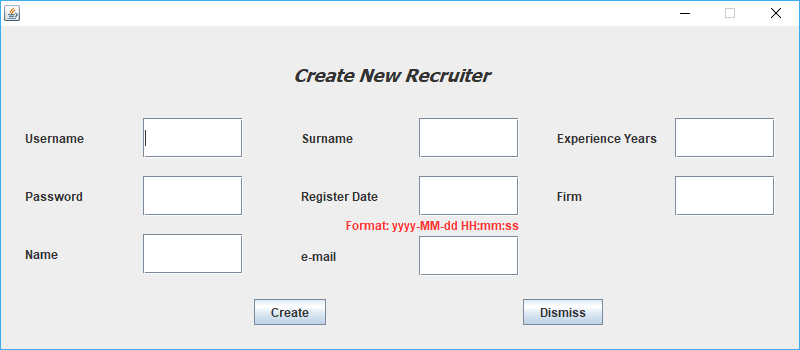 Create New Recruiter
Username
Surname
Experience Years
Password
Register Date
Firm
Format: yyyy-MM-dd HH:mm:ss
Name
e-mail
Create
Dismiss